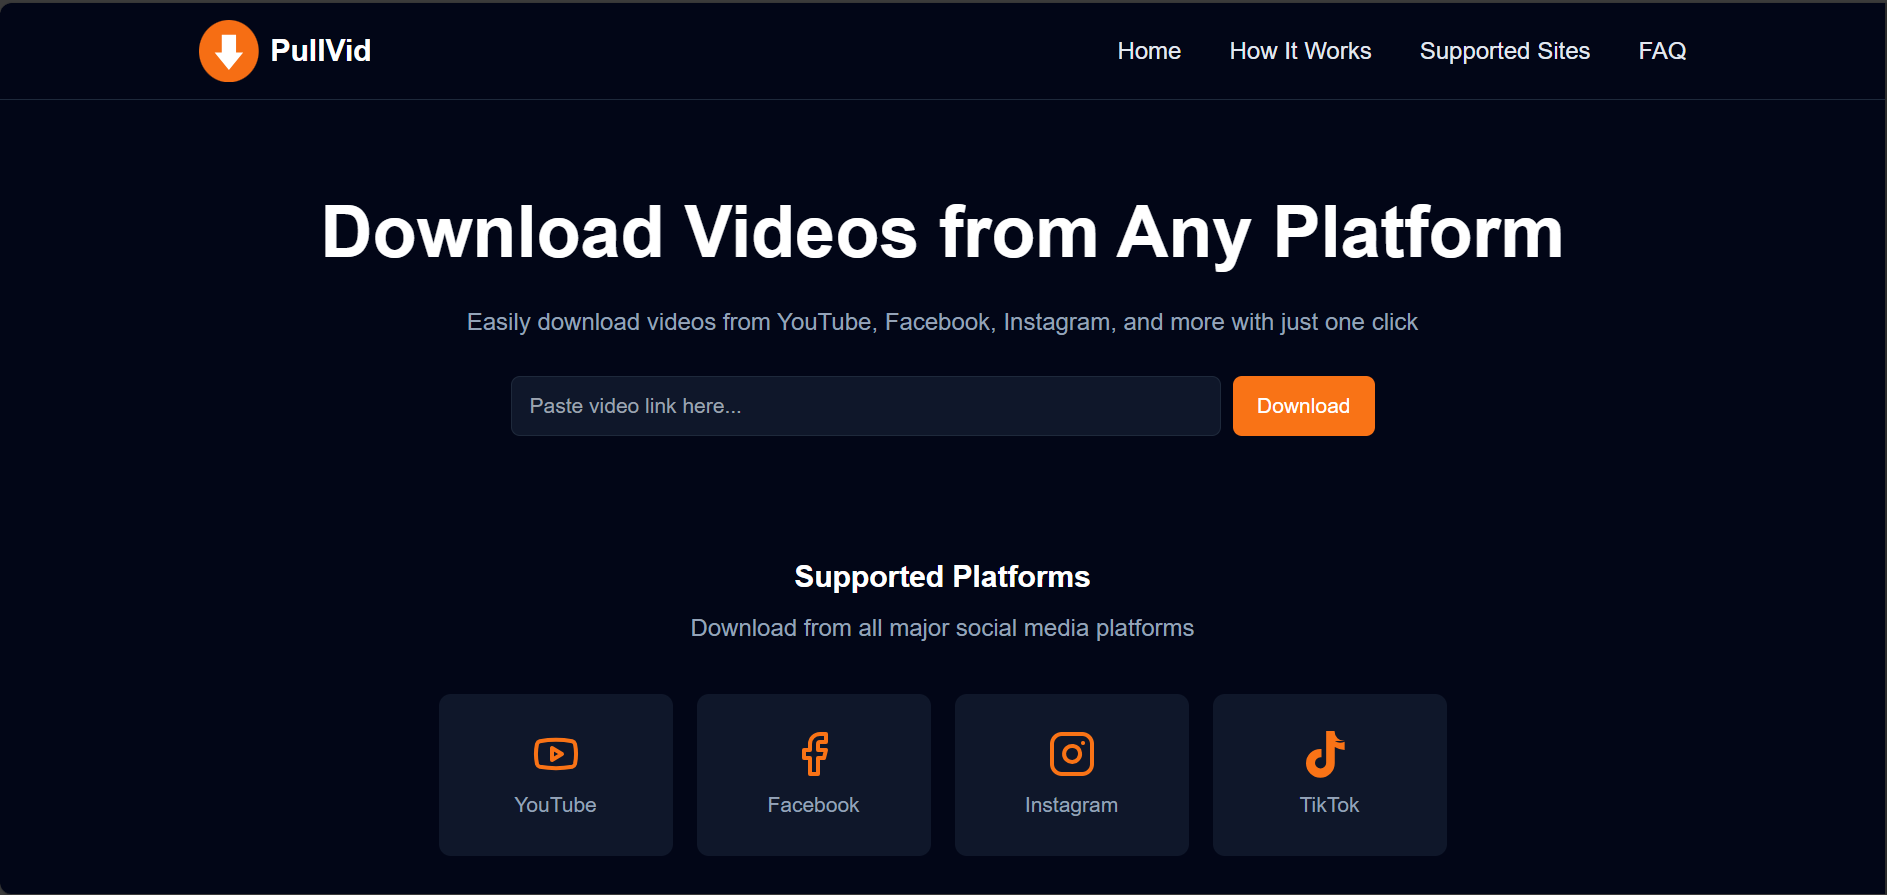 PullVid
Home How It Works Supported Sites FAQ
Download Videos from Any Platform
Easily download videos from YouTube, Facebook, Instagram, and more with just one click
Paste video link here...
Download
Supported Platforms
Download from all major social media platforms
YouTube
Facebook
Instagram
TikTok